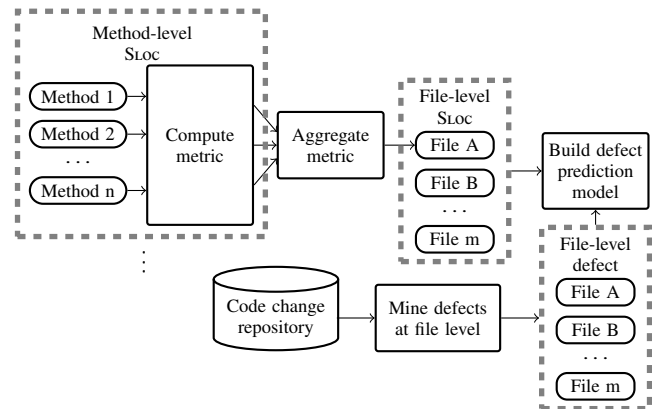 Method-level
SLOC
Method 1
Method 2
...
Method n
Compute
metric
Aggregate
metric
File-level
SLOC
File A
File B
...
File m
Build defect
prediction
model
...
Code change
repository
Mine defects
at file level
File-level
defect
File A
File B
...
File m